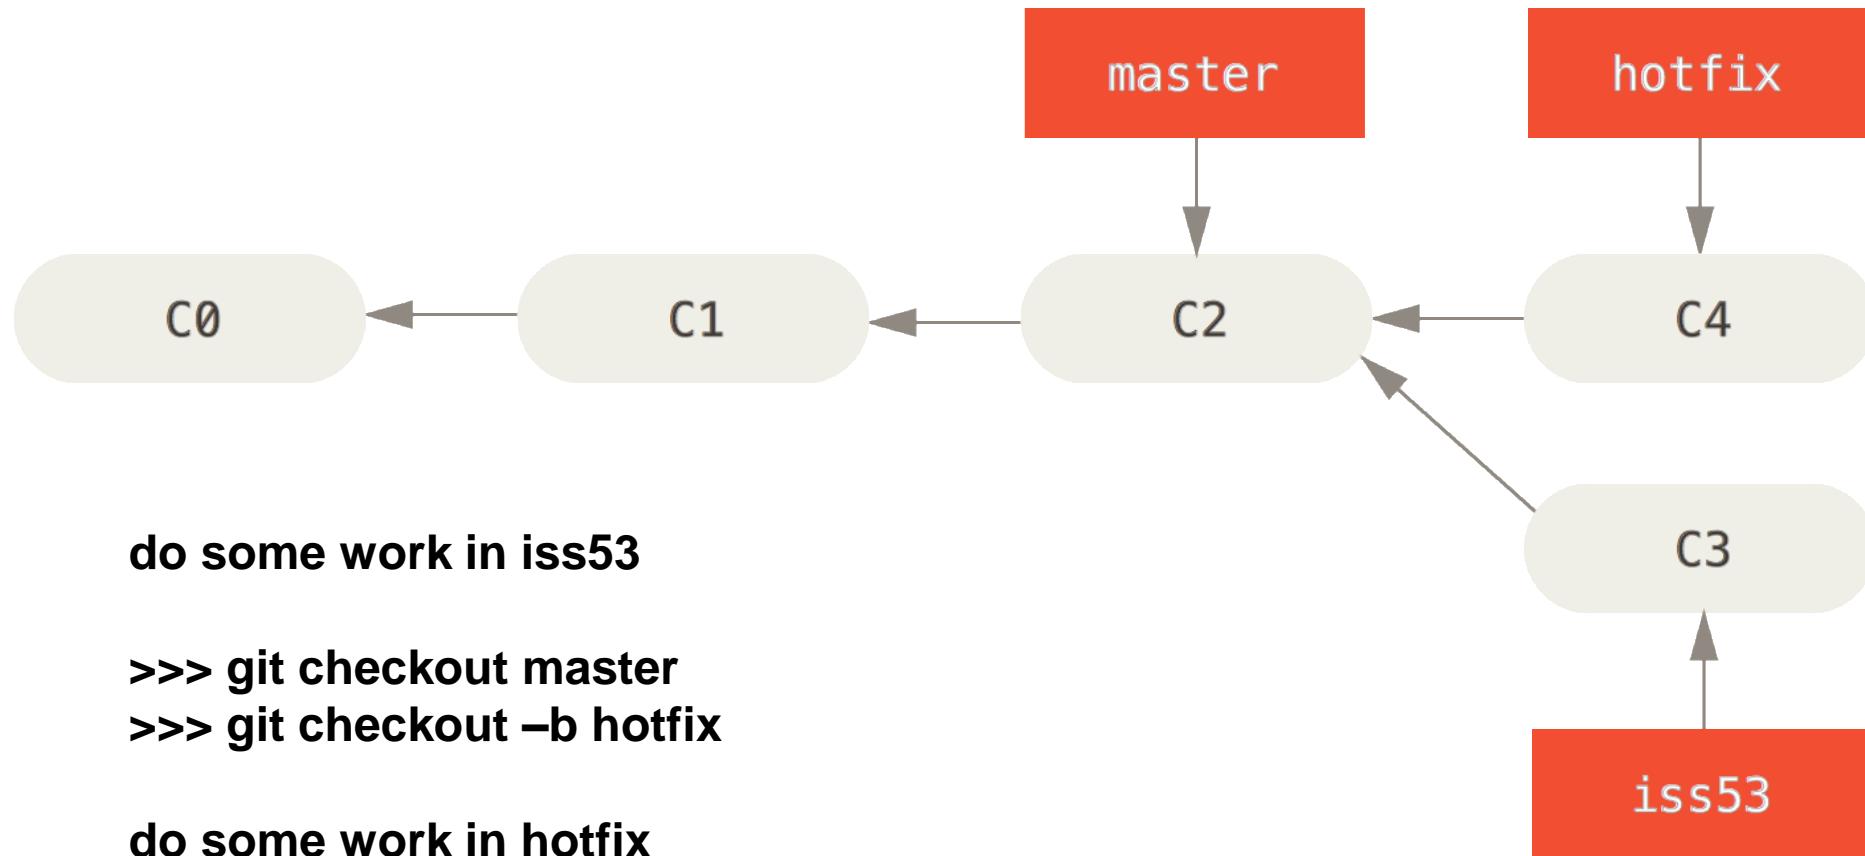 master
hotfix
C0
C1
C2
C4
C3
iss53
do some work in iss53
>>> git checkout master
>>> git checkout –b hotfix
do some work in hotfix